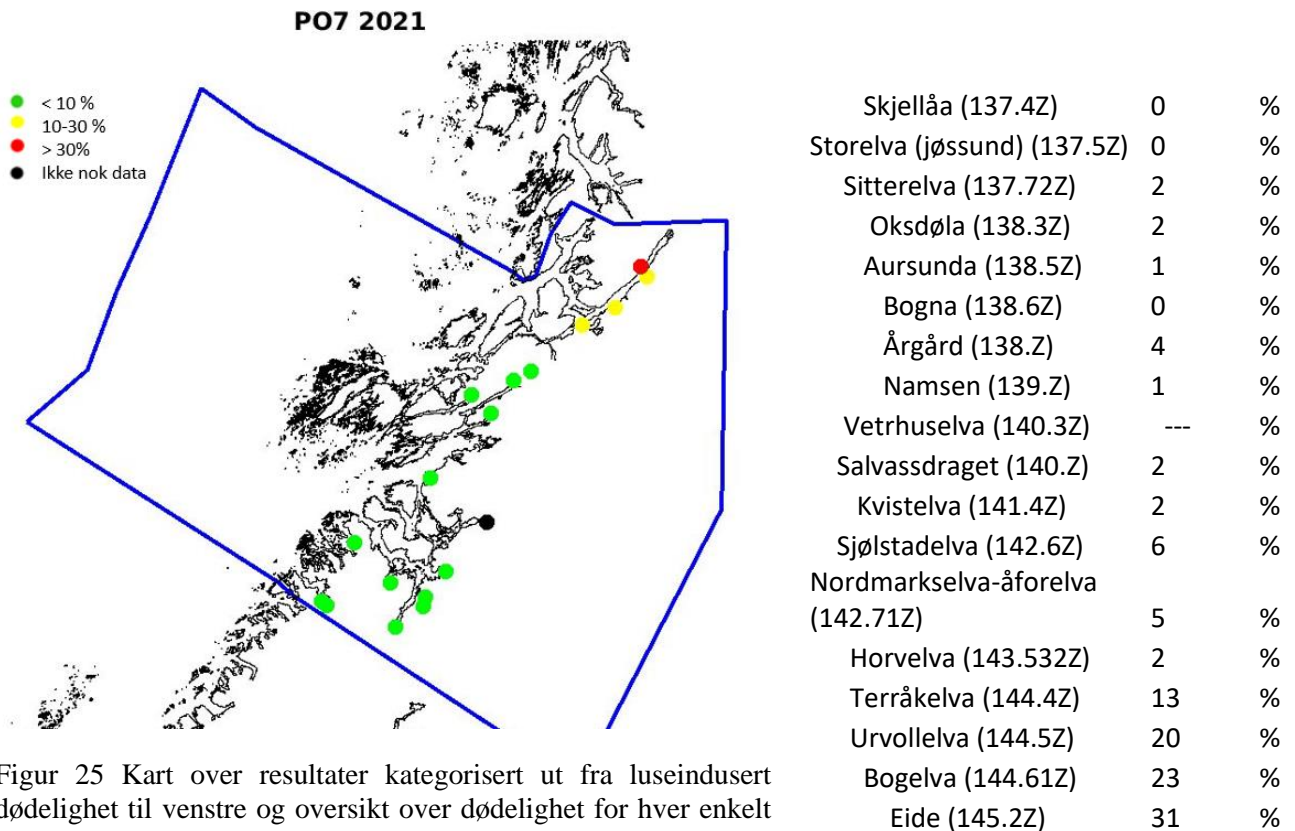 PO7 2021
< 10 %
10-30 %
> 30%
Ikke nok data
Skjellåa (137.4Z) 0 %
Storelva (jøssund) (137.5Z) 0 %
Sitterelva (137.72Z) 2 %
Oksdøla (138.3Z) 2 %
Aursunda (138.5Z) 1 %
Bogna (138.6Z) 0 %
Årgård (138.Z) 4 %
Namsen (139.Z) 1 %
Vetrhuselva (140.3Z) --- %
Salvassdraget (140.Z) 2 %
Kvistelva (141.4Z) 2 %
Sjølstadelva (142.6Z) 6 %
Nordmarkselva-åforelva
(142.71Z) 5 %
Horvelva (143.532Z) 2 %
Terråkelva (144.4Z) 13 %
Urvollelva (144.5Z) 20 %
Bogelva (144.61Z) 23 %
Eide (145.2Z) 31 %
Figur 25 Kart over resultater kategorisert ut fra luseindusert
dødelighet til venstre og oversikt over dødelighet for hver enkelt